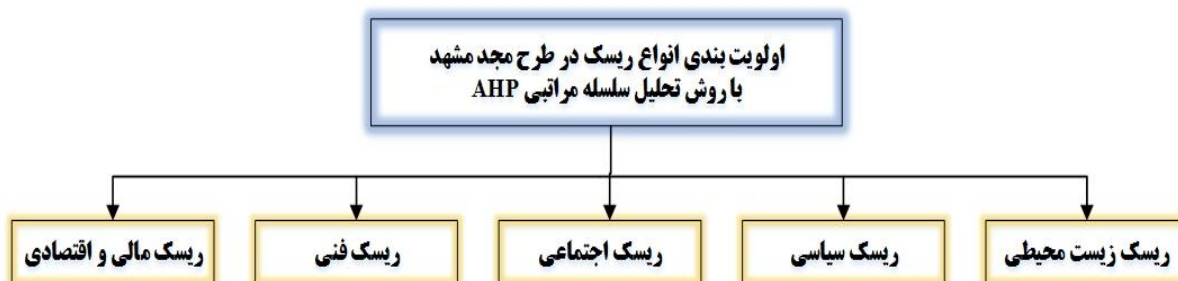 اولویت بندی انواع ریسک در طرح مجد مشهد
با روش تحلیل سلسله مراتبی AHP
ریسک زیست محیطی
ریسک سیاسی
ریسک اجتماعی
ریسک فنی
ریسک مالی و اقتصادی